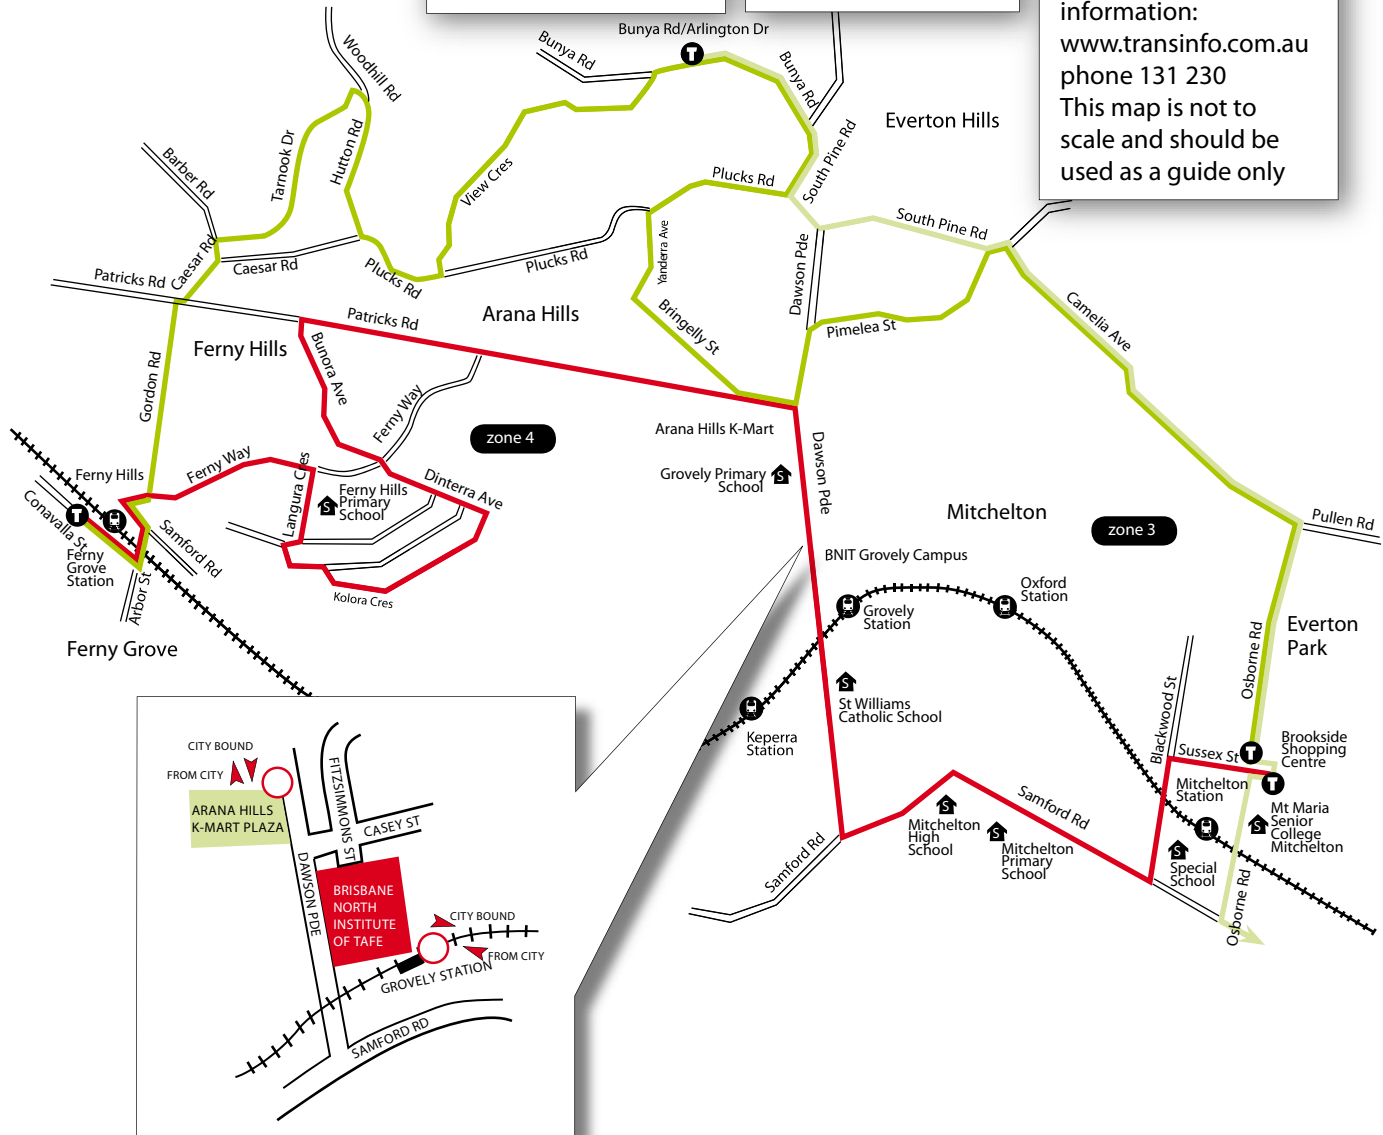 information:
www.transinfo.com.au
phone 131 230
This map is not to
scale and should be
used as a guide only
Bunya Rd/Arlington Dr
T
Bunya Rd
Bunya Rd
Woodhill Rd
Everton Hills
South Pine Rd
Tarnook Dr
Hutton Rd
Barber Rd
View Cres
Plucks Rd
South Pine Rd
Caesar Rd
Caesar Rd
Plucks Rd
Plucks Rd
Yanderra Ave
Dawson Pde
Patricks Rd
Patricks Rd
Arana Hills
Bringelly St
Pimelea St
Camelia Ave
Ferny Hills
Bunora Ave
Gordon Rd
Ferny Way
zone 4
Arana Hills K-Mart
Dawson Pde
Grovely Primary
School
S
Ferny Hills
Ferny Way
Langura Cres
Ferny Hills
Primary
School
S
Dinterra Ave
Mitchelton
zone 3
Pullen Rd
Conavalla St
T
Samford Rd
Ferny
Grove
Station
Arbor St
Kolora Cres
BNIT Grovely Campus
Oxford
Station
Grovely
Station
Everton
Park
Ferny Grove
Osborne Rd
S
St Williams
Catholic School
Keperra
Station
Blackwood St
Sussex St
T
Brookside
Shopping
Centre
Mitchelton
Station
T
Samford Rd
Mt Maria
Senior
College
Mitchelton
S
S
Mitchelton
High
School
S
Mitchelton
Primary
School
S
Special
School
Samford Rd
Osborne Rd
CITY BOUND
FROM CITY
ARANA HILLS
K-MART PLAZA
FITZSIMMONS ST
CASEY ST
DAWSON PDE
BRISBANE
NORTH
INSTITUTE
OF TAFE
CITY BOUND
FROM CITY
GROVELY STATION
SAMFORD RD